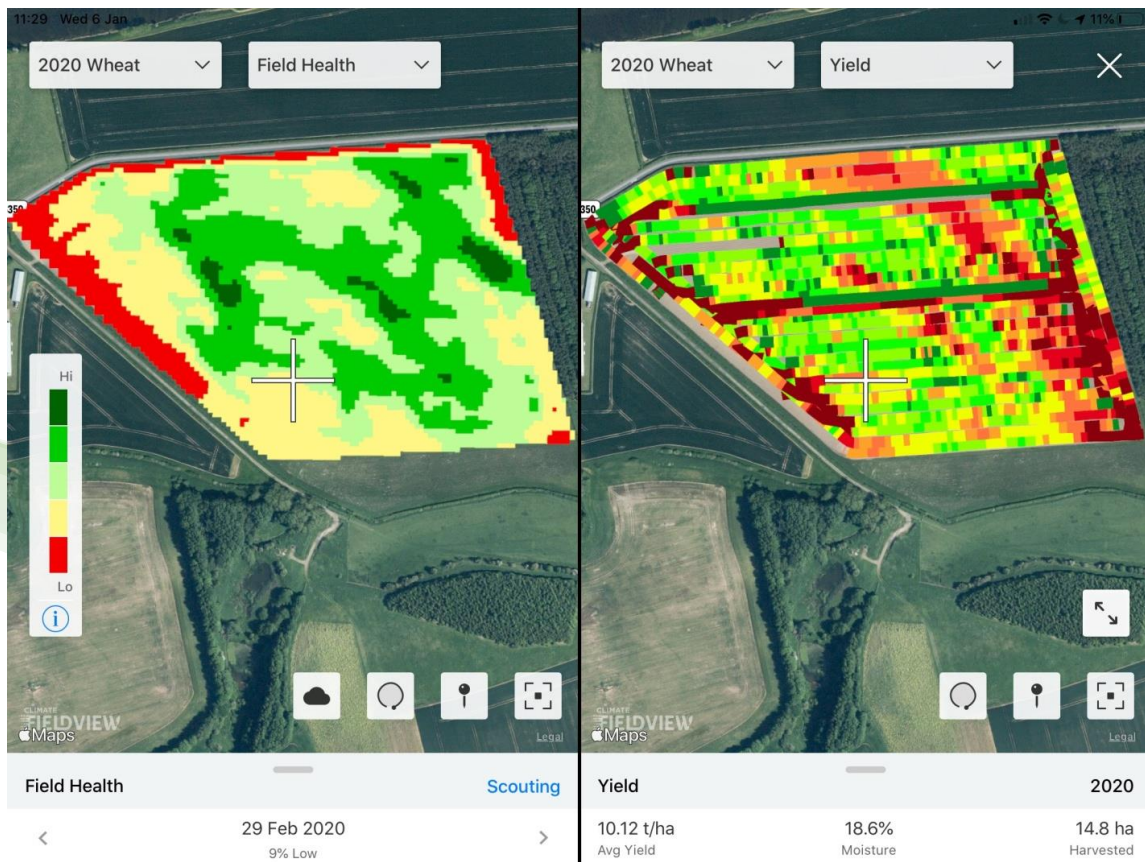 11:29 Wed 6 Jan
11%
2020 Wheat
Field Health
350
Hi
Lo
i
CLIMATE
FIELDVIEW
Maps
Legal
Field Health
Scouting
29 Feb 2020
9% Low
2020 Wheat
Yield
350
CLIMATE
FIELDVIEW
Maps
Legal
Yield
2020
10.12 t/ha
18.6%
14.8 ha
Avg Yield
Moisture
Harvested